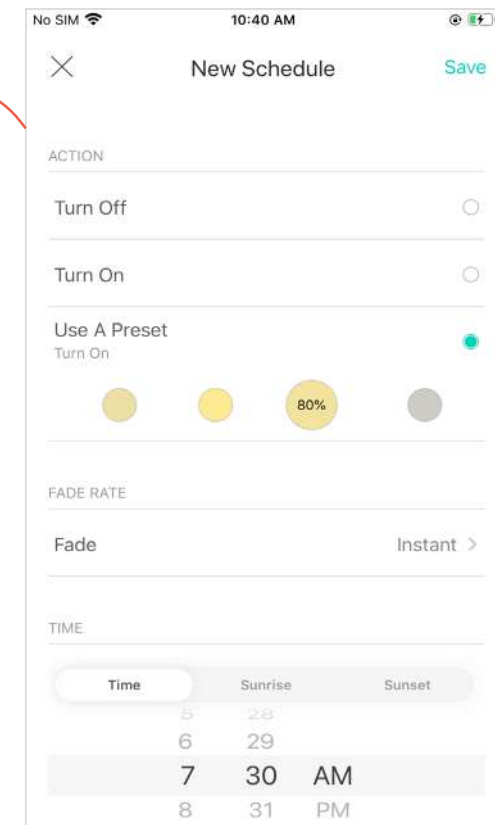 No SIM 10:40 AM
New Schedule Save
ACTION
Turn Off
Turn On
Use A Preset
Turn On
80%
FADE RATE
Fade Instant
TIME
Time Sunrise Sunset
5 28
6 29
7 30 AM
8 31 PM